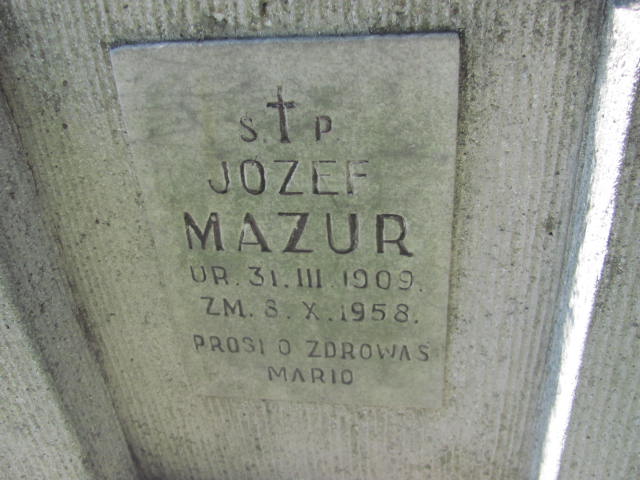 S. P.
JOZEF
MAZUR
UR. 31. III. 1909.
ZM. 8. X. 1958.
PROSI O ZDROWAS
MARIO